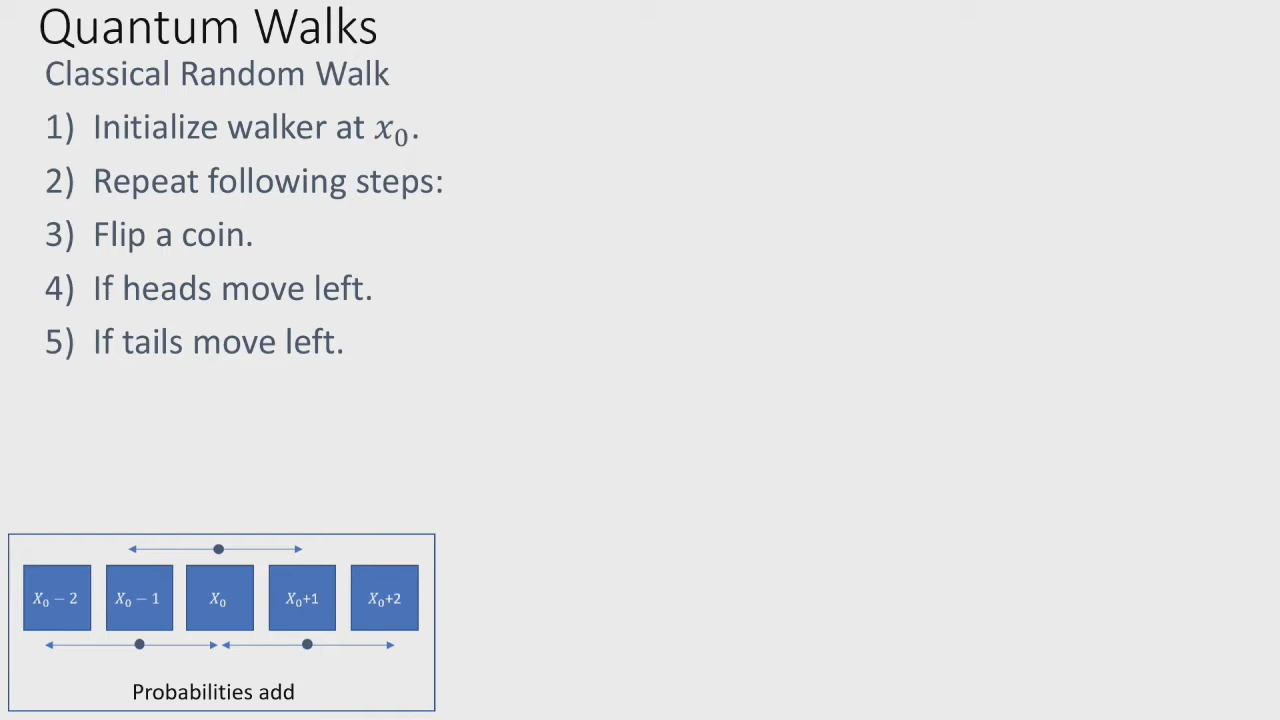 Quantum Walks
Classical Random Walk
1) Initialize walker at x₀.
2) Repeat following steps:
3) Flip a coin.
4) If heads move left.
5) If tails move left.
X₀ − 2 X₀ − 1 X₀ X₀+1 X₀+2
Probabilities add